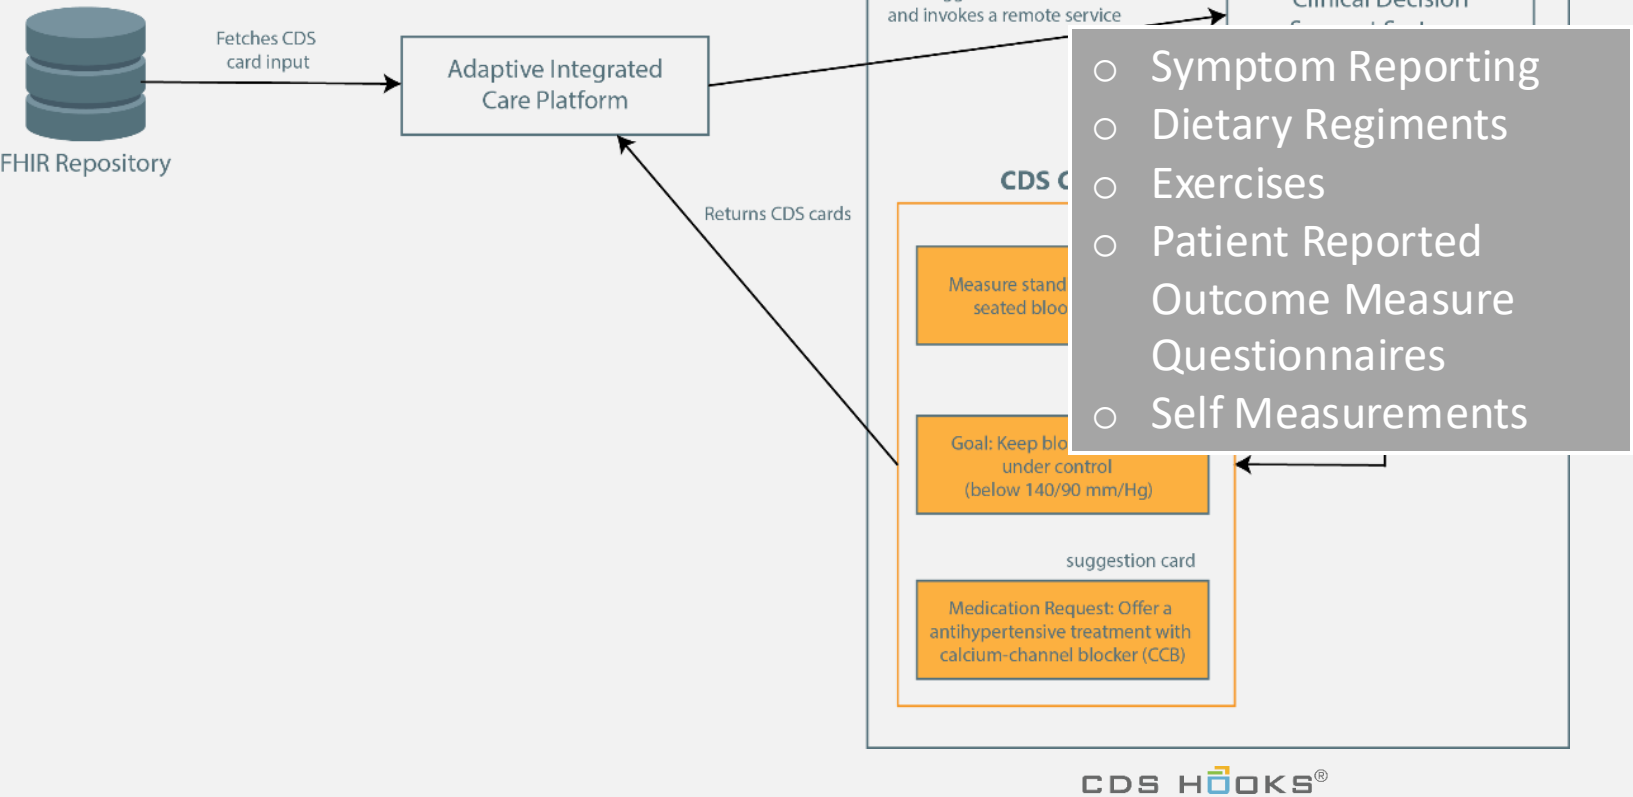 and invokes a remote service
Clinical Decision
Fetches CDS
card input
Adaptive Integrated
Care Platform
FHIR Repository
Returns CDS cards
CDS
Measure stand
seated bloo
Goal: Keep blo
under control
(below 140/90 mm/Hg)
suggestion card
Medication Request: Offer a
antihypertensive treatment with
calcium-channel blocker (CCB)
○ Symptom Reporting
○ Dietary Regiments
○ Exercises
○ Patient Reported
Outcome Measure
Questionnaires
○ Self Measurements
CDS HOOKS®